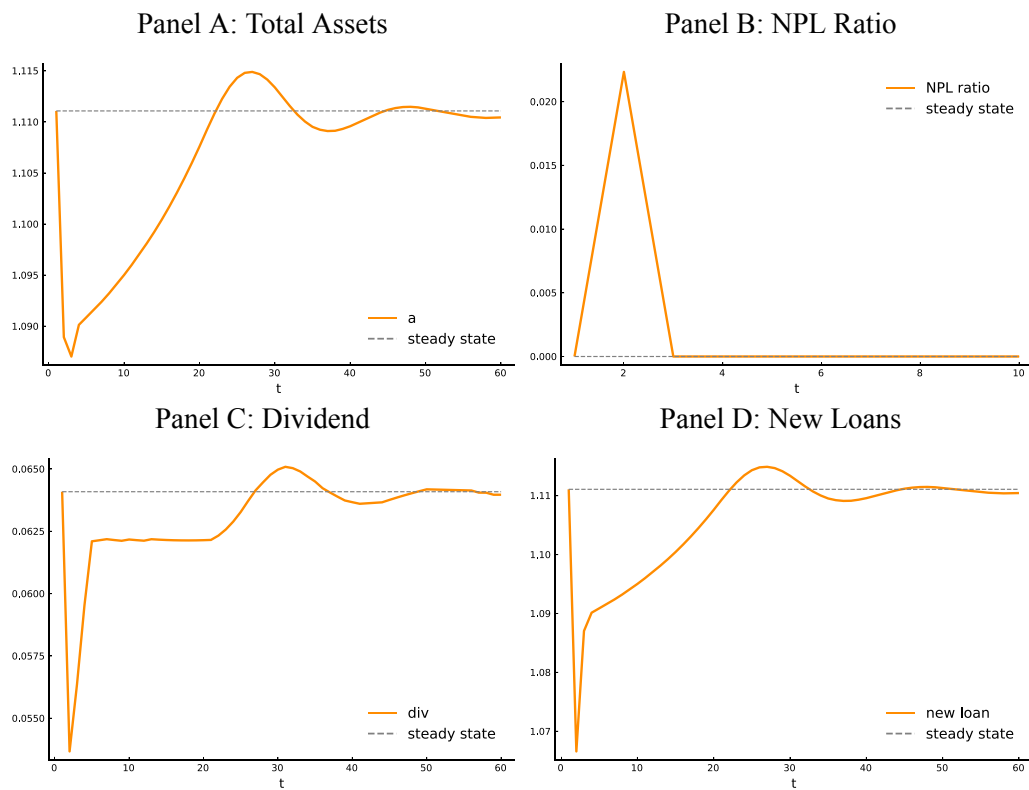 Panel A: Total Assets
1.115
1.110
1.105
1.100
1.095
1.090
a
steady state
0
10
20
30
40
50
60
t
Panel B: NPL Ratio
0.020
0.015
0.010
0.005
0.000
NPL ratio
steady state
2
4
6
8
10
t
Panel C: Dividend
0.0650
0.0625
0.0600
0.0575
0.0550
div
steady state
0
10
20
30
40
50
60
t
Panel D: New Loans
1.11
1.10
1.09
1.08
1.07
new loan
steady state
0
10
20
30
40
50
60
t